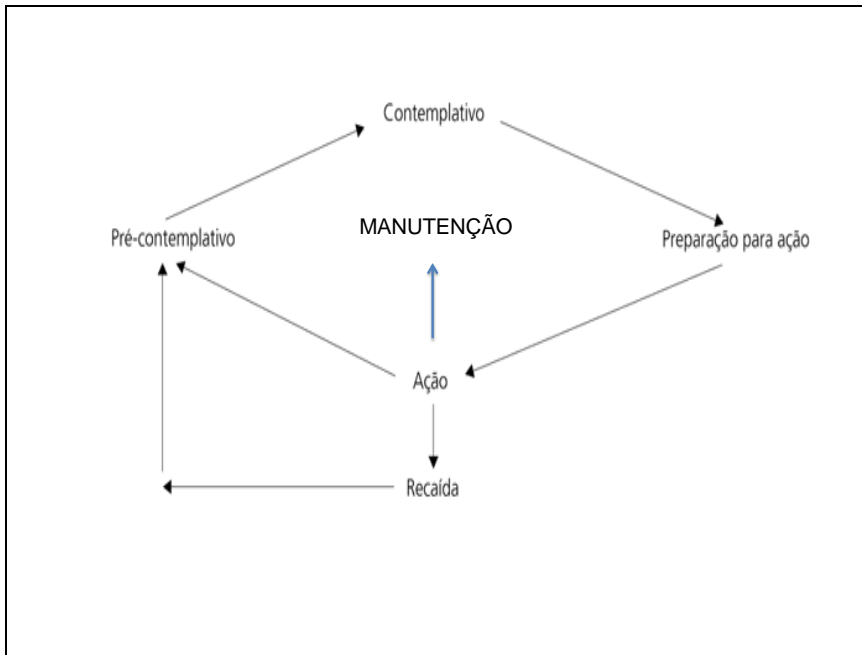 Contemplativo
Pré-contemplativo
MANUTENÇÃO
Preparação para ação
Ação
Recaída